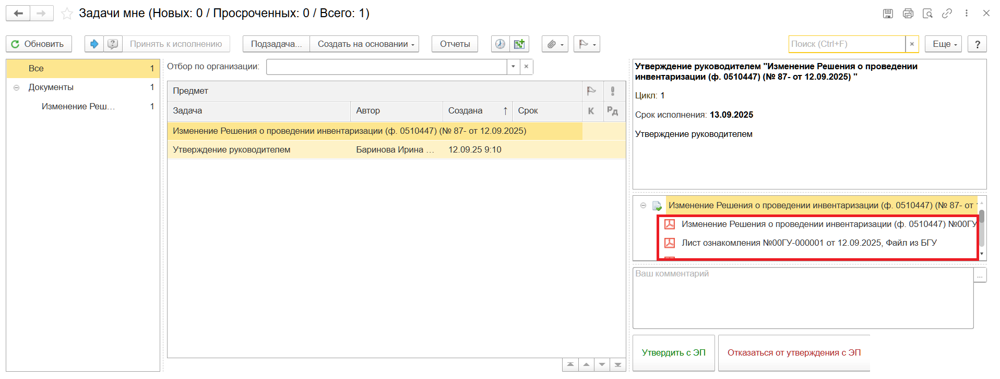 Задачи мне (Новых: 0 / Просроченных: 0 / Всего: 1)
Обновить
Принять к исполнению
Подзадача...
Создать на основании
Отчеты
Поиск (Ctrl+F)
×
Еще
?
Все 1
Документы 1
Изменение Реш... 1
Отбор по организации:
×
Предмет
Задача Автор Создана ↑ Срок К Рд
Изменение Решения о проведении инвентаризации (ф. 0510447) (№ 87- от 12.09.2025)
Утверждение руководителем Баринова Ирина ... 12.09.25 9:10
Утверждение руководителем "Изменение Решения о проведении
инвентаризации (ф. 0510447) (№ 87- от 12.09.2025) "
Цикл: 1
Срок исполнения: 13.09.2025
Утверждение руководителем
Изменение Решения о проведении инвентаризации (ф. 0510447) (№ 87- от
Изменение Решения о проведении инвентаризации (ф. 0510447) №00ГУ
Лист ознакомления №00ГУ-000001 от 12.09.2025, Файл из БГУ
Ваш комментарий
...
Утвердить с ЭП
Отказаться от утверждения с ЭП